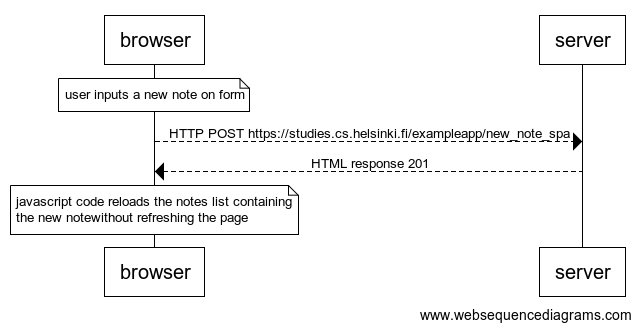 browser
server
user inputs a new note on form
HTTP POST https://studies.cs.helsinki.fi/exampleapp/new_note_spa
HTML response 201
javascript code reloads the notes list containing
the new notewithout refreshing the page
browser
server
www.websequencediagrams.com